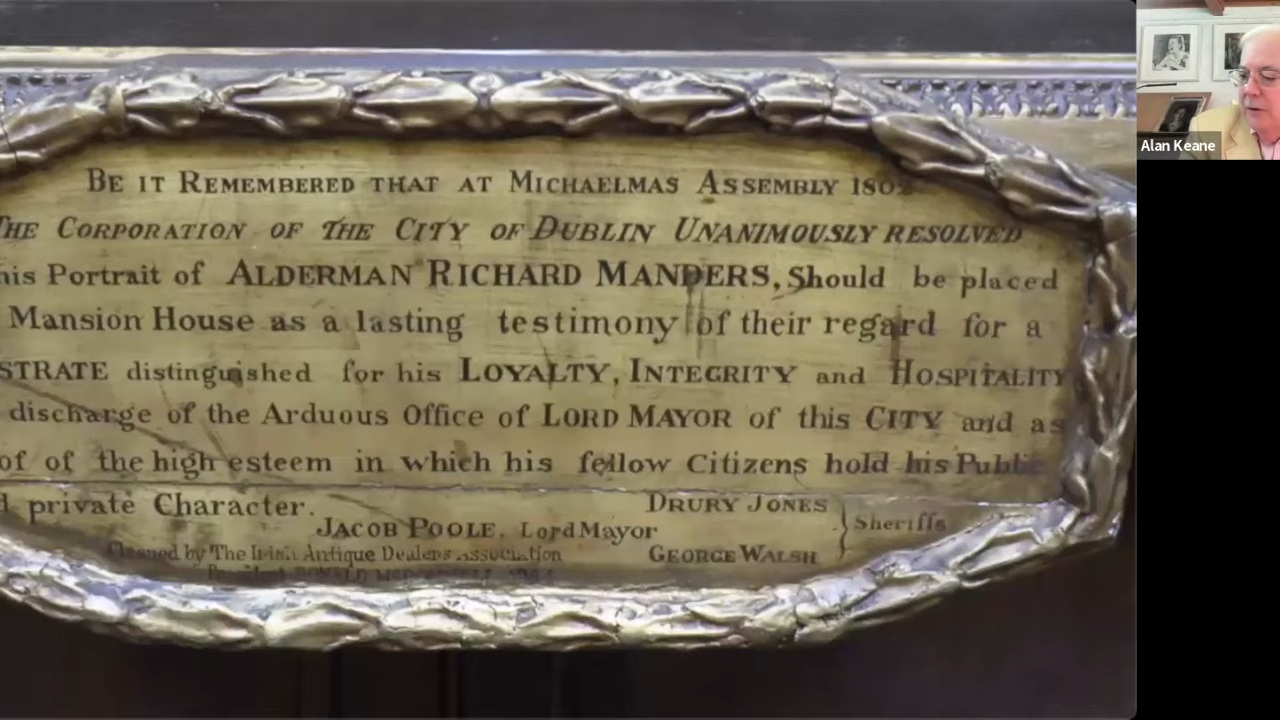 BE IT REMEMBERED THAT AT MICHAELMAS ASSEMBLY
THE CORPORATION OF THE CITY OF DUBLIN UNANIMOUSLY RESOLVED
his Portrait of ALDERMAN RICHARD MANDERS, Should be placed
Mansion House as a lasting testimony of their regard for a
STRATE distinguished for his LOYALTY, INTEGRITY and HOSPITALITY
discharge of the Arduous Office of LORD MAYOR of this CITY and as
of of the high esteem in which his fellow Citizens hold his Public
d private Character.
DRURY JONES
JACOB POOLE. Lord Mayor
} Sheriffs
GEORGE WALSH
Cleaned by The Irish Antique Dealers Association
Alan Keane